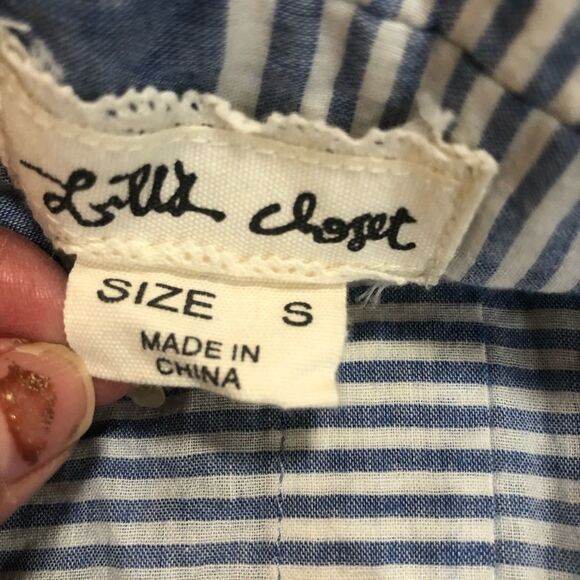 Lulu's closet
SIZE S
MADE IN
CHINA